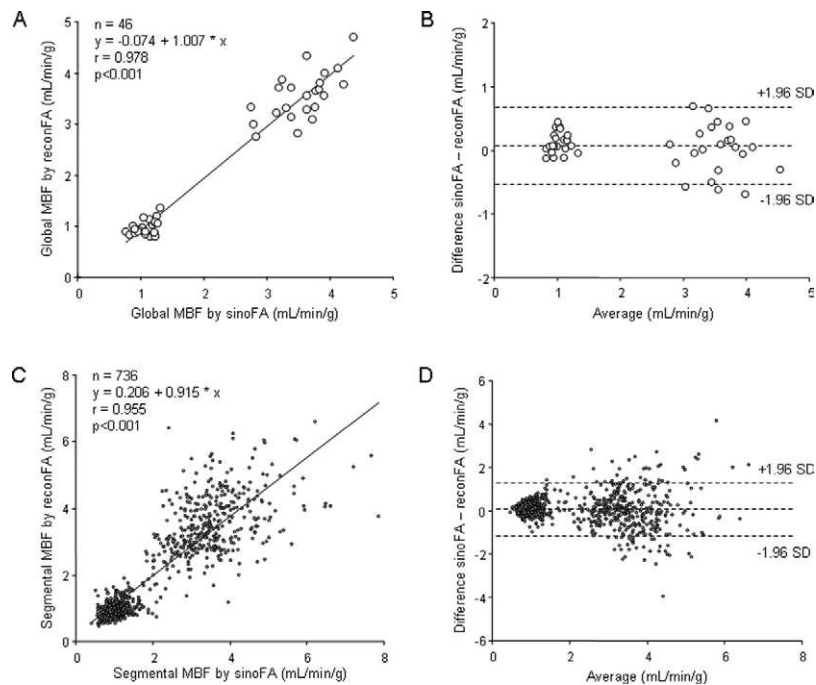 A
n = 46
y = -0.074 + 1.007 * x
r = 0.978
p<0.001
Global MBF by reconFA (mL/min/g)
5
4
3
2
1
0
0 1 2 3 4 5
Global MBF by sinoFA (mL/min/g)
B
Difference sinoFA – reconFA (mL/min/g)
2
1
0
-1
-2
+1.96 SD
-1.96 SD
0 1 2 3 4 5
Average (mL/min/g)
C
n = 736
y = 0.206 + 0.915 * x
r = 0.955
p<0.001
Segmental MBF by reconFA (mL/min/g)
8
6
4
2
0
0 2 4 6 8
Segmental MBF by sinoFA (mL/min/g)
D
Difference sinoFA – reconFA (mL/min/g)
6
4
2
0
-2
-4
-6
+1.96 SD
-1.96 SD
0 2 4 6 8
Average (mL/min/g)